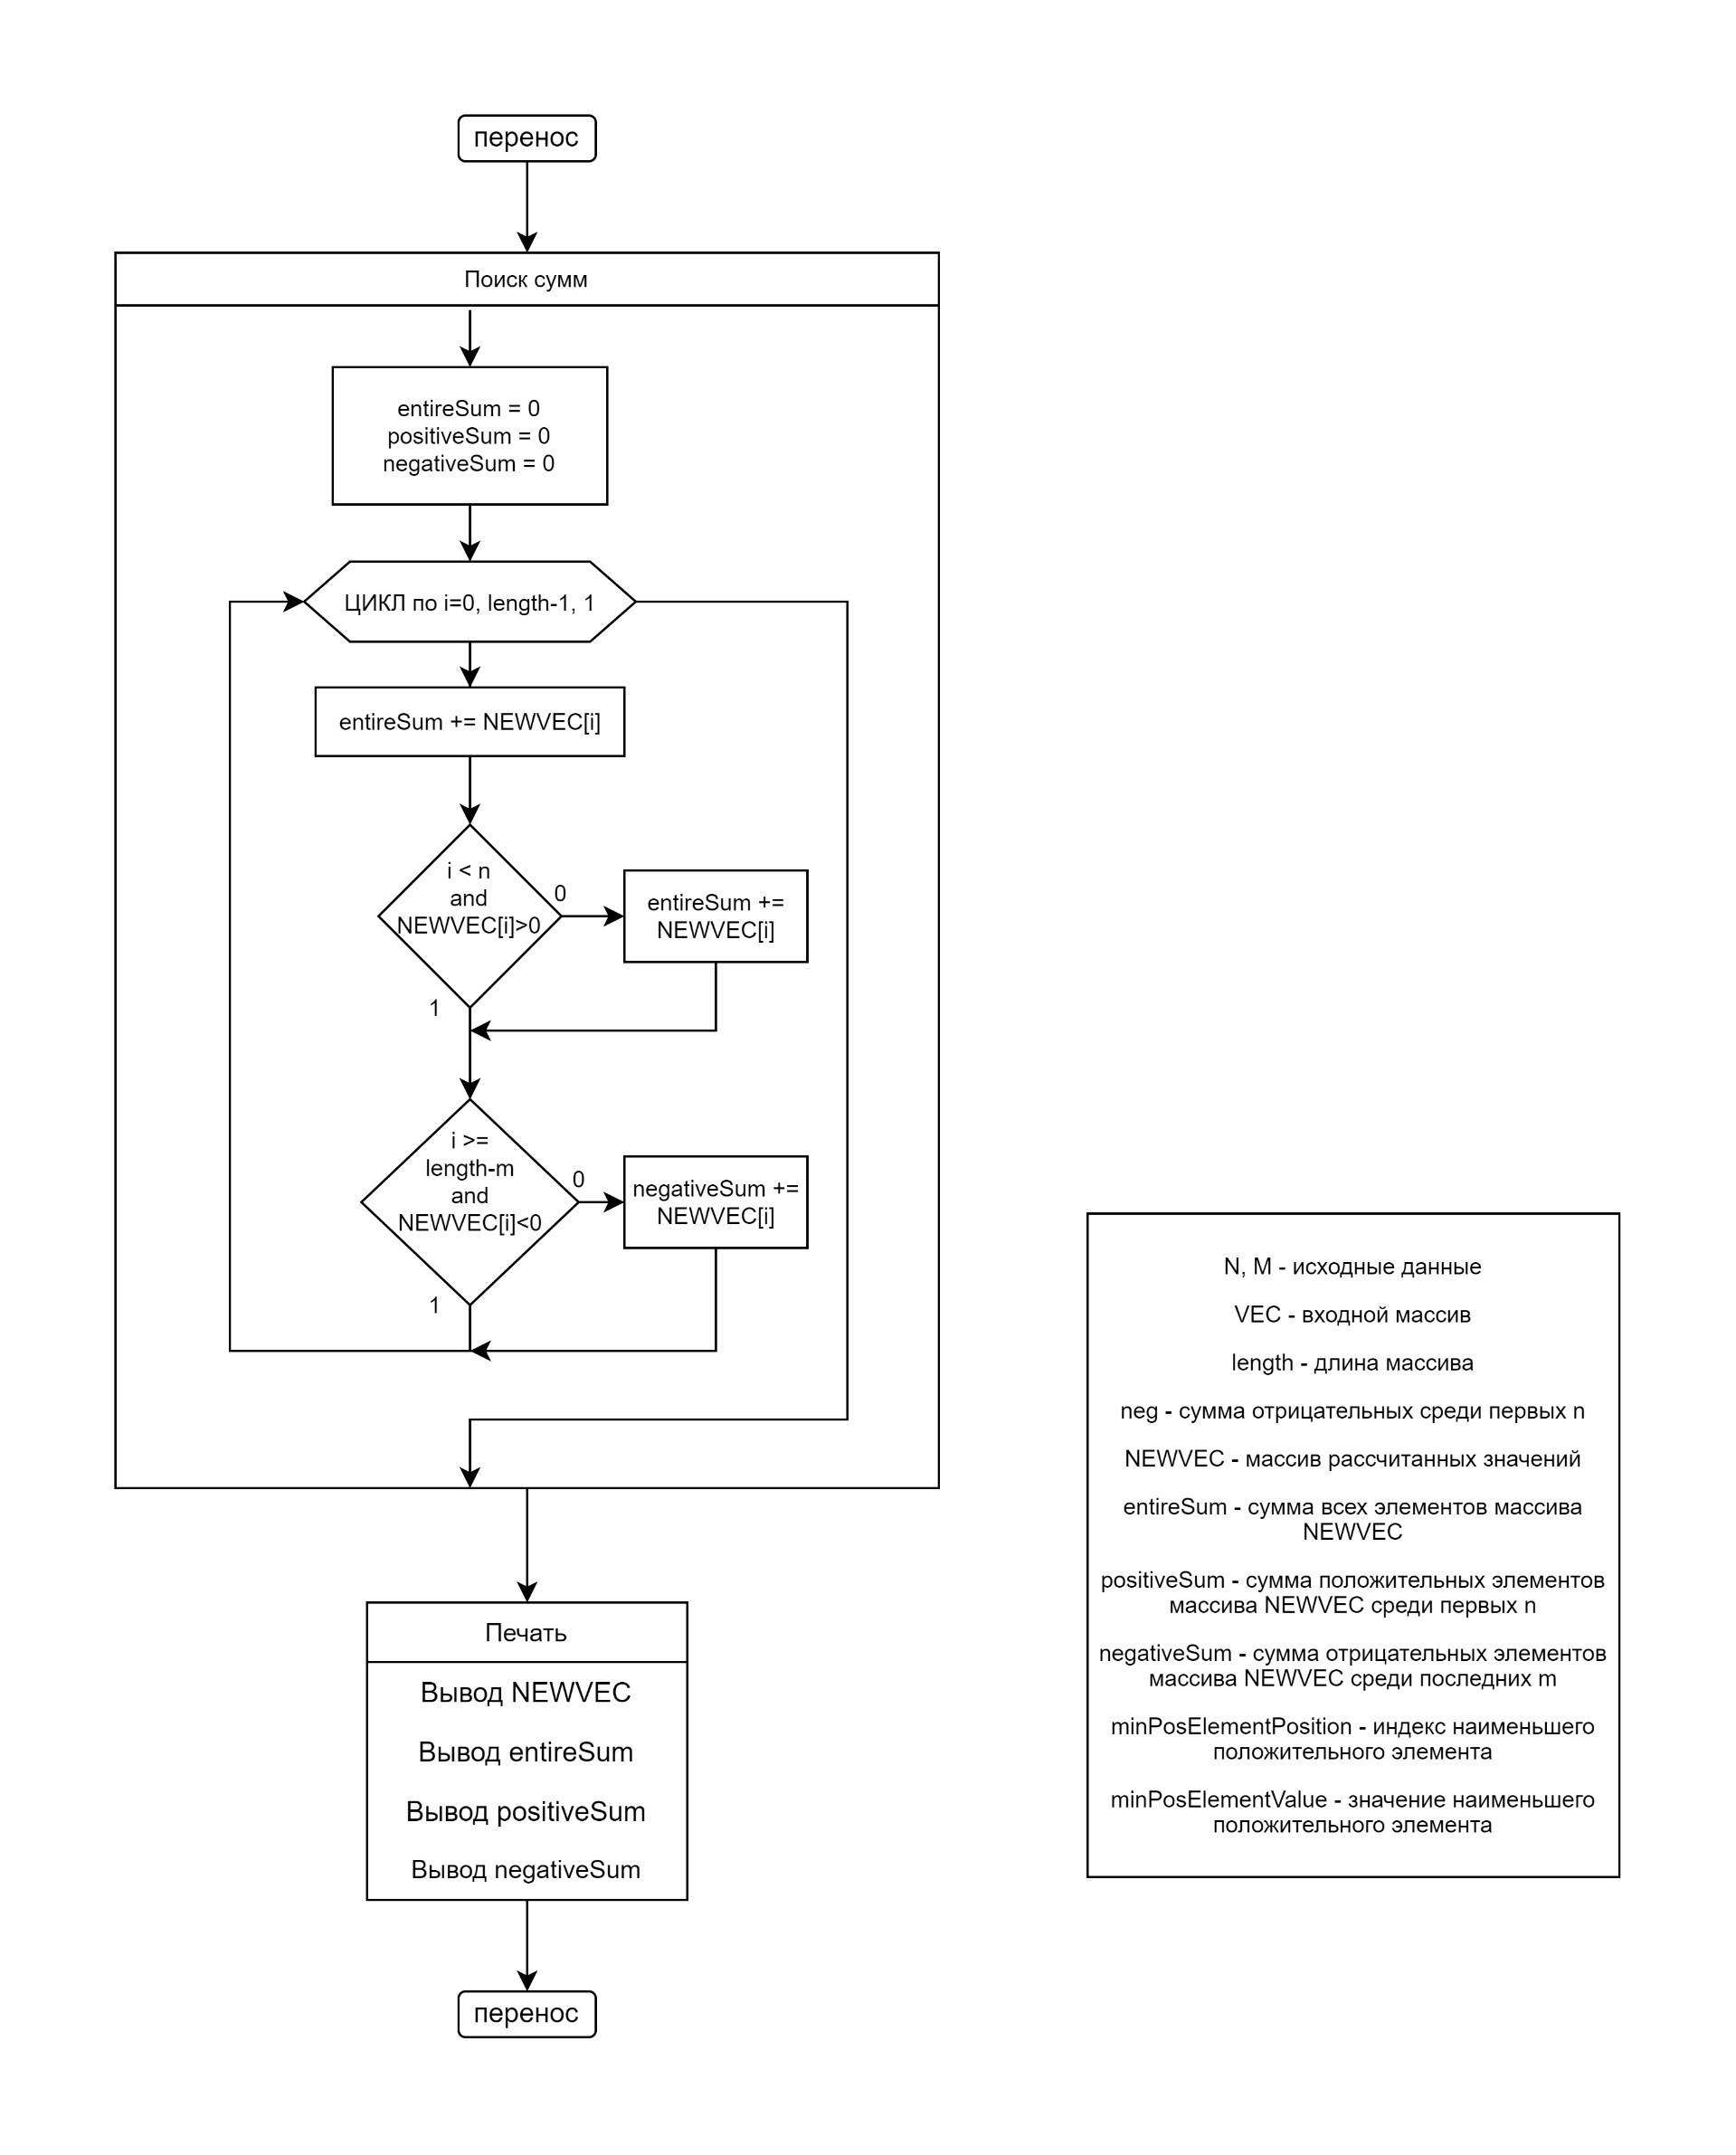 перенос
Поиск сумм
entireSum = 0
positiveSum = 0
negativeSum = 0
ЦИКЛ по i=0, length-1, 1
entireSum += NEWVEC[i]
i < n
and
NEWVEC[i]>0
0
entireSum +=
NEWVEC[i]
1
i >=
length-m
and
NEWVEC[i]<0
0
negativeSum +=
NEWVEC[i]
1
Печать
Вывод NEWVEC
Вывод entireSum
Вывод positiveSum
Вывод negativeSum
перенос
N, M - исходные данные
VEC - входной массив
length - длина массива
neg - сумма отрицательных среди первых n
NEWVEC - массив рассчитанных значений
entireSum - сумма всех элементов массива
NEWVEC
positiveSum - сумма положительных элементов
массива NEWVEC среди первых n
negativeSum - сумма отрицательных элементов
массива NEWVEC среди последних m
minPosElementPosition - индекс наименьшего
положительного элемента
minPosElementValue - значение наименьшего
положительного элемента